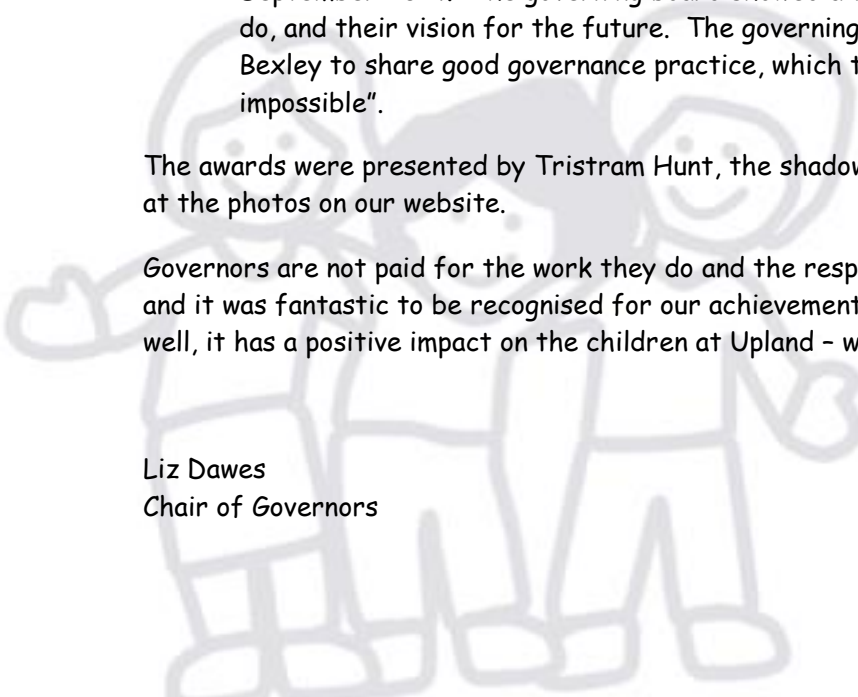 do, and their vision for the future. The governing
Bexley to share good governance practice, which
impossible”.
The awards were presented by Tristram Hunt, the
at the photos on our website.
Governors are not paid for the work they do and the
and it was fantastic to be recognised for our
well, it has a positive impact on the children at Upland –
Liz Dawes
Chair of Governors